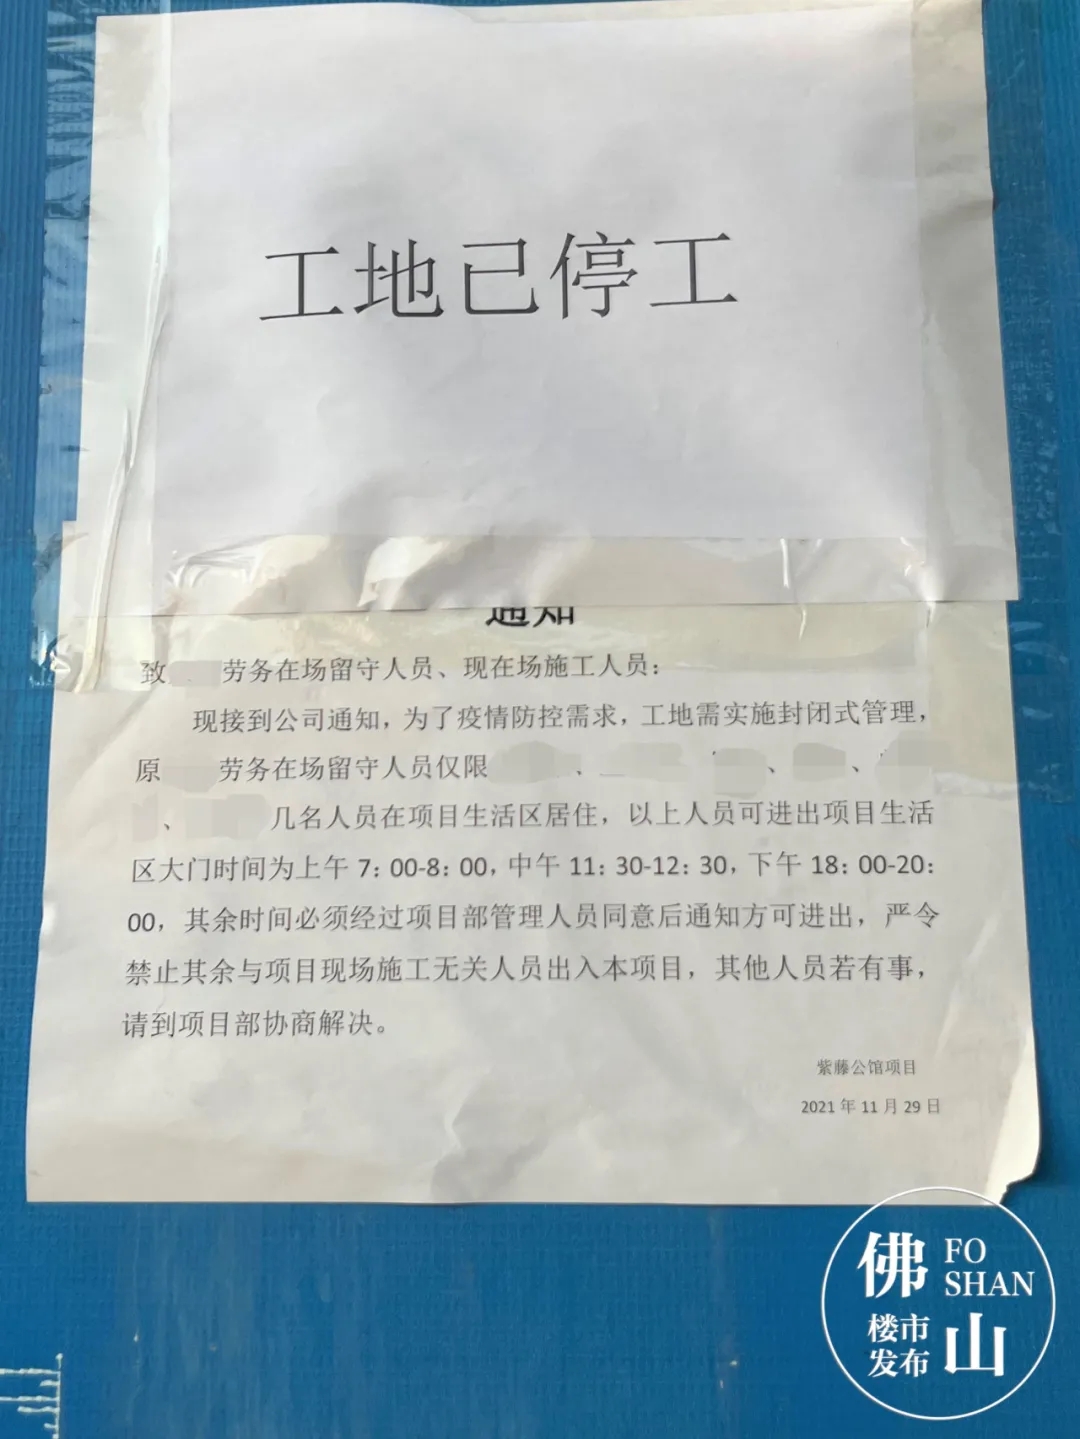 工地已停工
通知
致 劳务在场留守人员、现在场施工人员：
现接到公司通知，为了疫情防控需求，工地需实施封闭式管理，
原 劳务在场留守人员仅限 、 、 、
、 几名人员在项目生活区居住，以上人员可进出项目生活
区大门时间为上午 7：00-8：00，中午 11：30-12：30，下午 18：00-20：
00，其余时间必须经过项目部管理人员同意后通知方可进出，严令
禁止其余与项目现场施工无关人员出入本项目，其他人员若有事，
请到项目部协商解决。
紫藤公馆项目
2021 年 11 月 29 日
佛山
FO
SHAN
楼市
发布